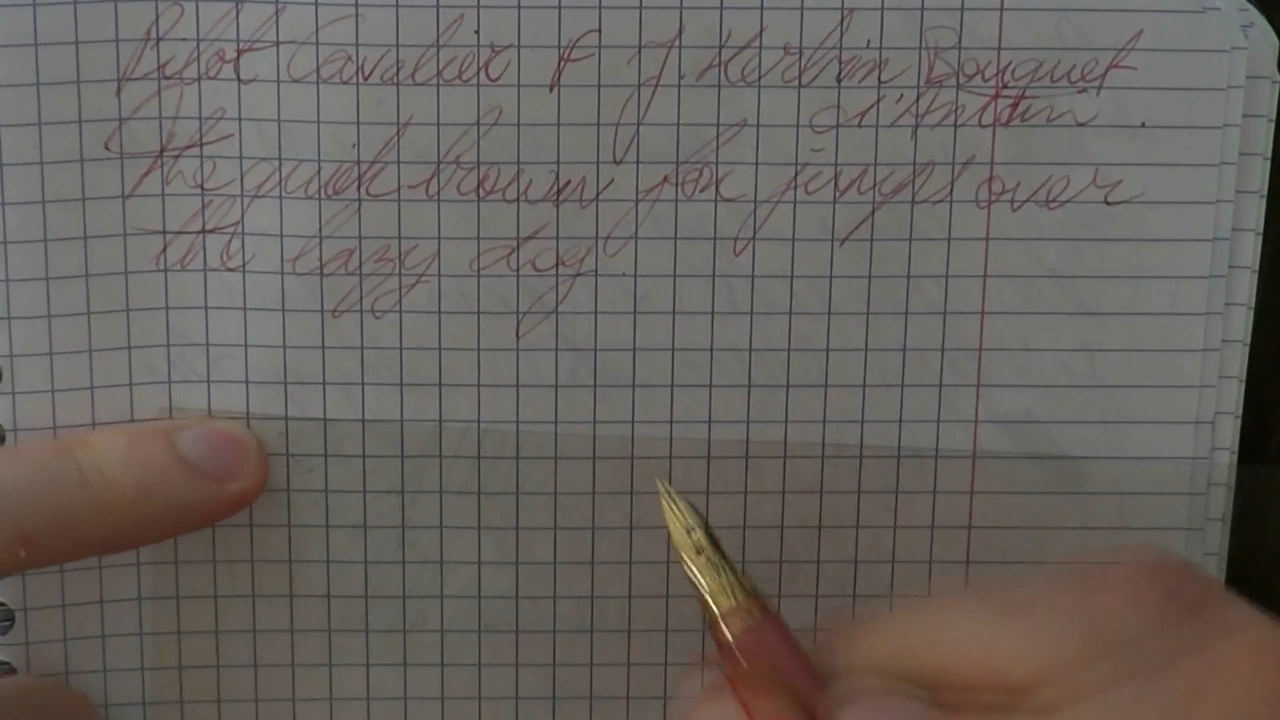 Pilot Cavalier F J. Herbin Bouquet
d'Antan.
The quick brown fox jumps over
the lazy dog.